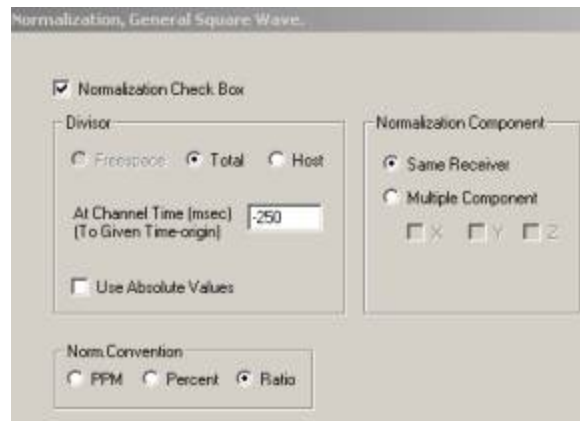 Normalization, General Square Wave.
Normalization Check Box
Divisor
Freespace Total Host
At Channel Time (msec)
(To Given Time-origin)
-250
Use Absolute Values
Normalization Component
Same Receiver
Multiple Component
X Y Z
Norm.Convention
PPM Percent Ratio